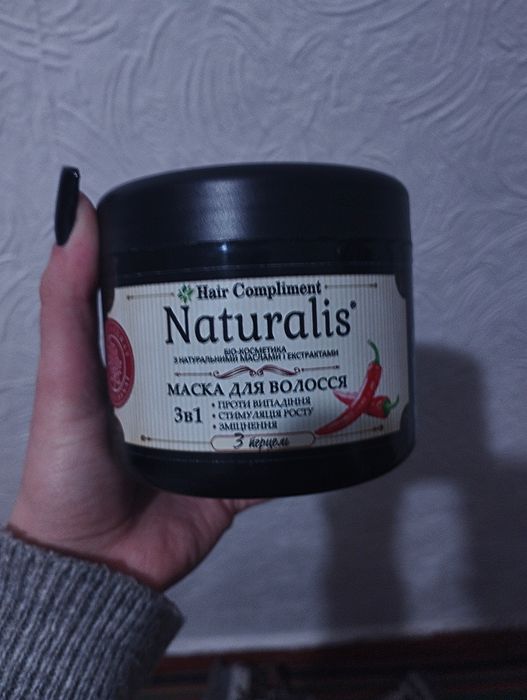 Hair Compliment
Naturalis®
БІО-КОСМЕТИКА
З НАТУРАЛЬНИМИ МАСЛАМИ І ЕКСТРАКТАМИ
МАСКА ДЛЯ ВОЛОССЯ
3в1
• ПРОТИ ВИПАДІННЯ
• СТИМУЛЯЦІЯ РОСТУ
• ЗМІЦНЕННЯ
З перцем